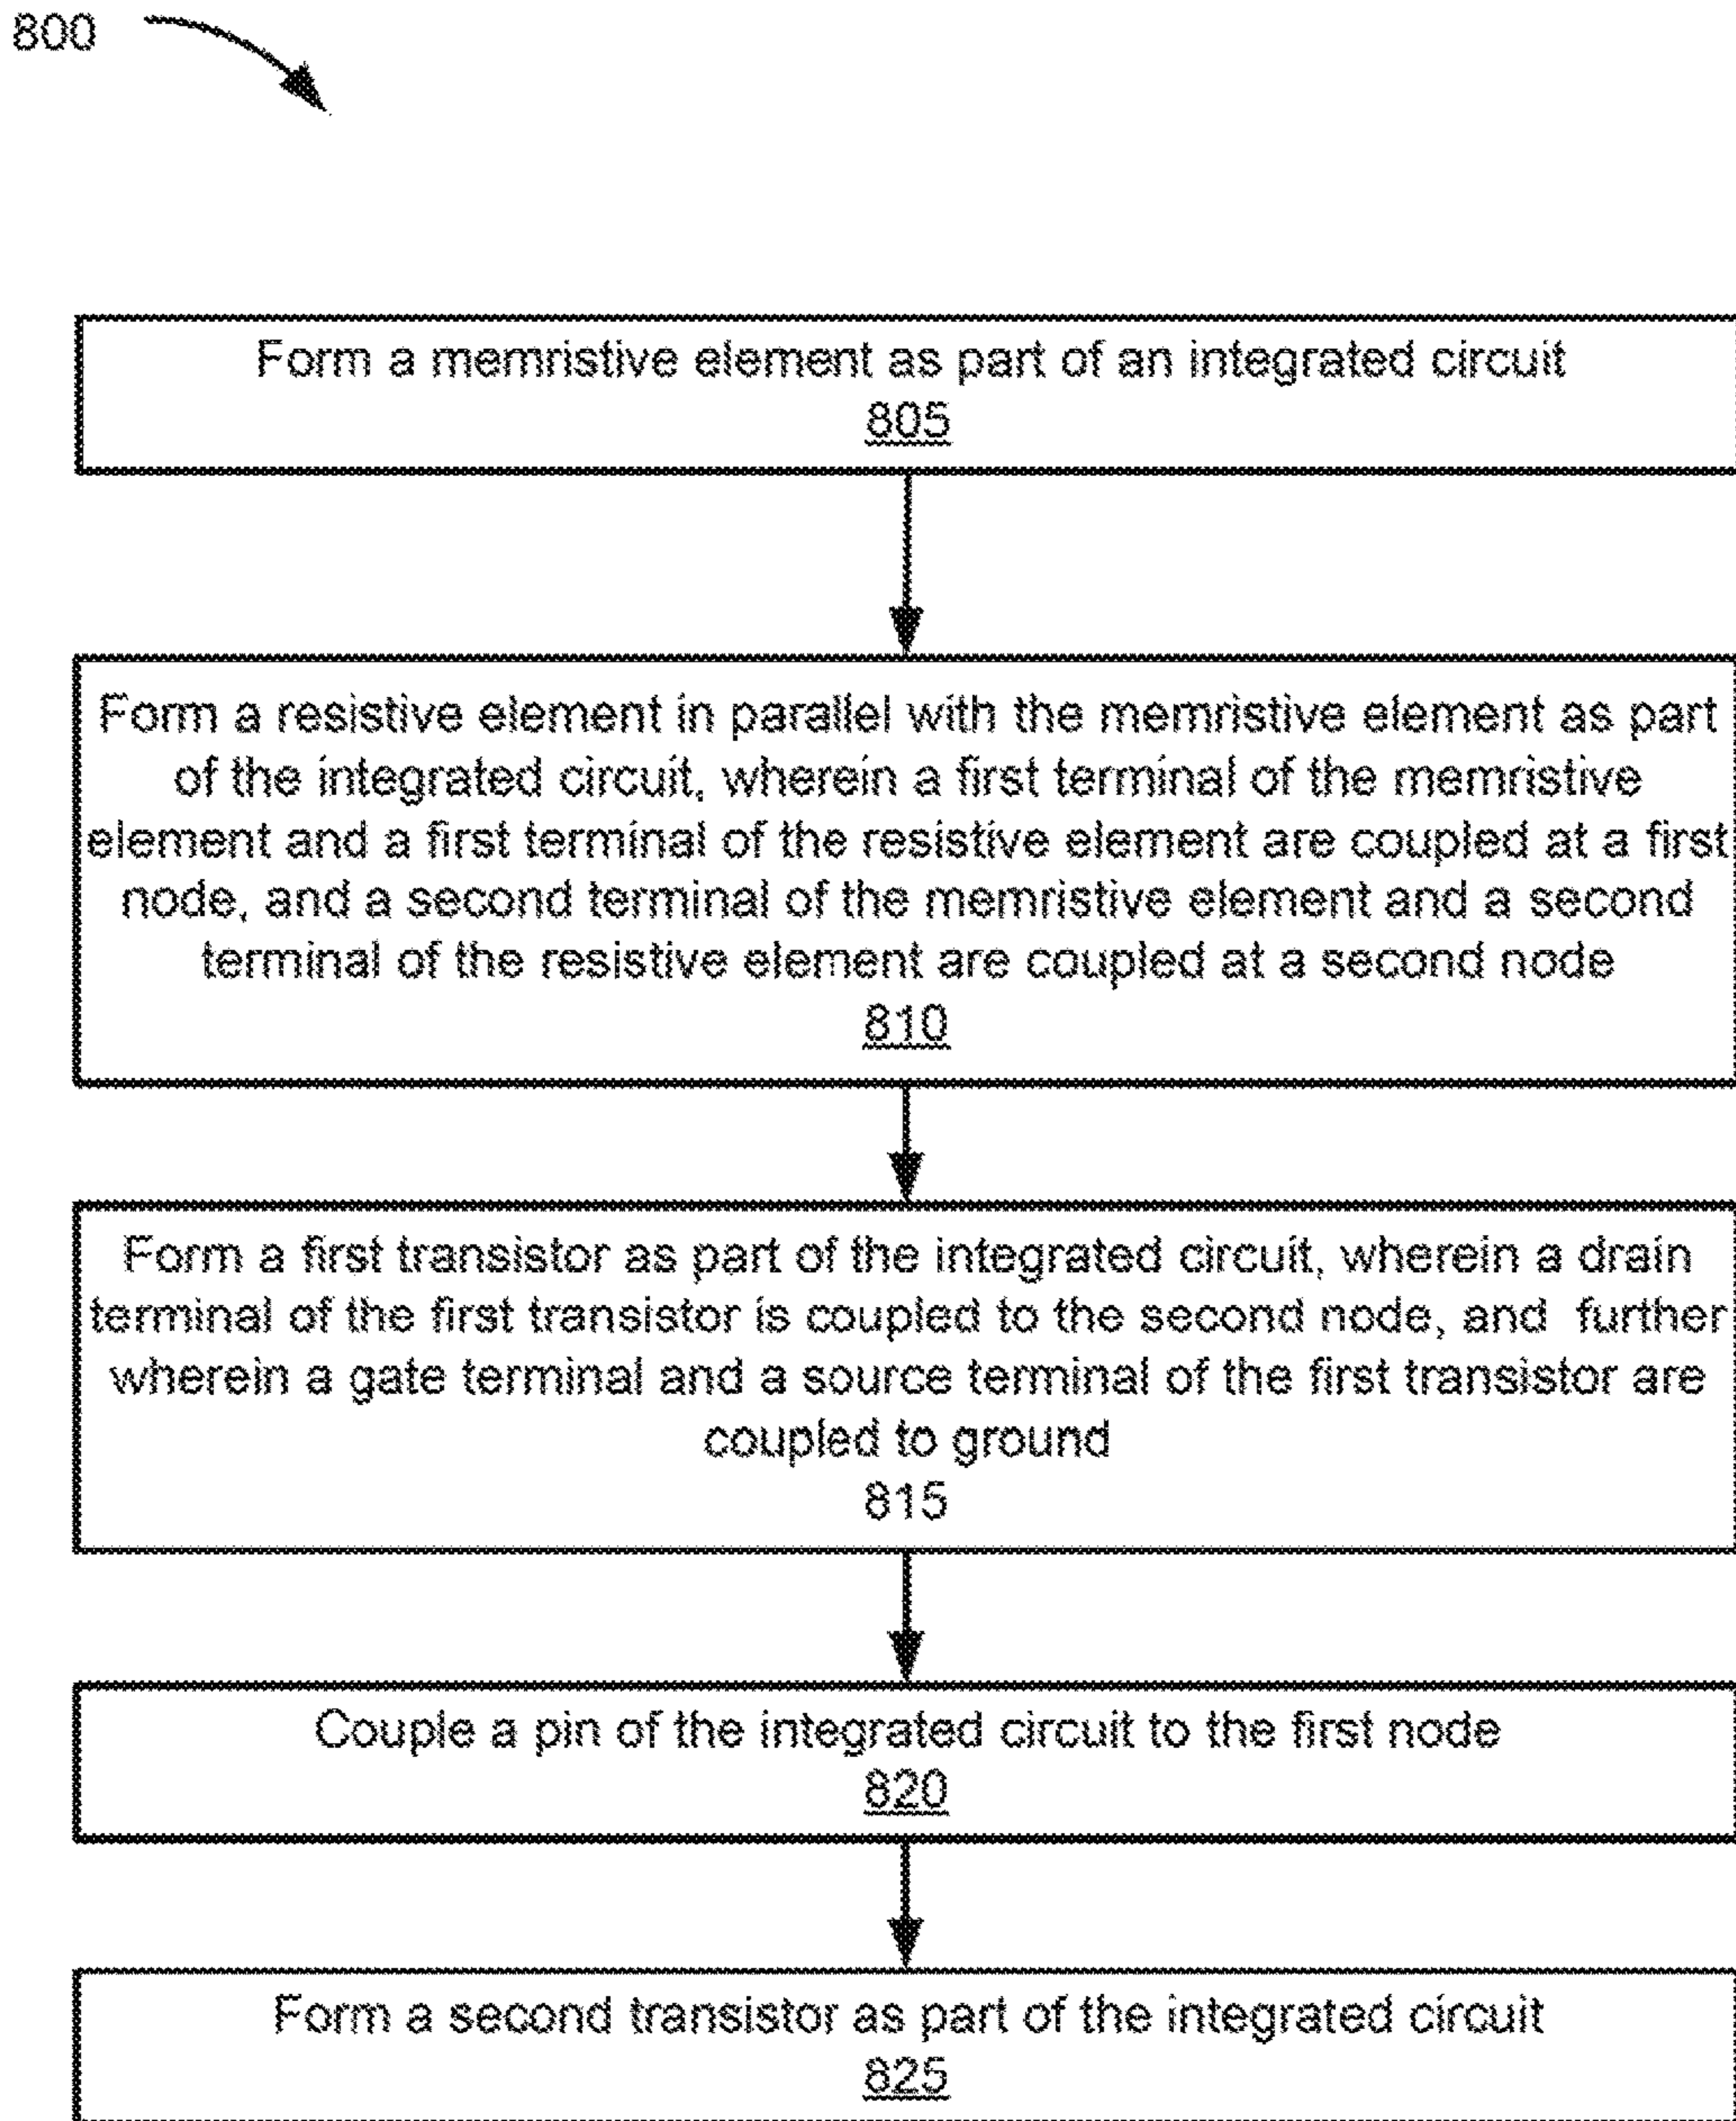 800
Form a memristive element as part of an integrated circuit
805
Form a resistive element in parallel with the memristive element as part
of the integrated circuit, wherein a first terminal of the memristive
element and a first terminal of the resistive element are coupled at a first
node, and a second terminal of the memristive element and a second
terminal of the resistive element are coupled at a second node
810
Form a first transistor as part of the integrated circuit, wherein a drain
terminal of the first transistor is coupled to the second node, and further
wherein a gate terminal and a source terminal of the first transistor are
coupled to ground
815
Couple a pin of the integrated circuit to the first node
820
Form a second transistor as part of the integrated circuit
825